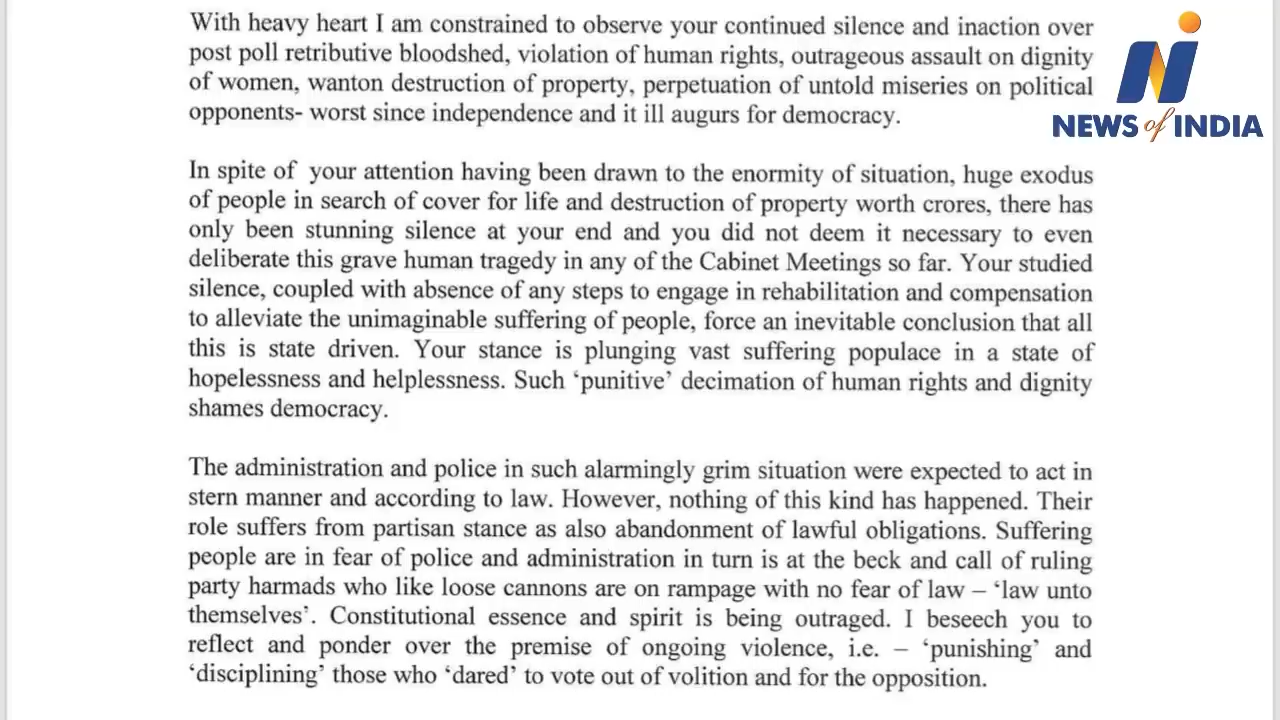 With heavy heart I am constrained to observe your continued silence and inaction over
post poll retributive bloodshed, violation of human rights, outrageous assault on dignity
of women, wanton destruction of property, perpetuation of untold miseries on political
opponents- worst since independence and it ill augurs for democracy.
NEWS of INDIA
In spite of your attention having been drawn to the enormity of situation, huge exodus
of people in search of cover for life and destruction of property worth crores, there has
only been stunning silence at your end and you did not deem it necessary to even
deliberate this grave human tragedy in any of the Cabinet Meetings so far. Your studied
silence, coupled with absence of any steps to engage in rehabilitation and compensation
to alleviate the unimaginable suffering of people, force an inevitable conclusion that all
this is state driven. Your stance is plunging vast suffering populace in a state of
hopelessness and helplessness. Such ‘punitive’ decimation of human rights and dignity
shames democracy.
The administration and police in such alarmingly grim situation were expected to act in
stern manner and according to law. However, nothing of this kind has happened. Their
role suffers from partisan stance as also abandonment of lawful obligations. Suffering
people are in fear of police and administration in turn is at the beck and call of ruling
party harmads who like loose cannons are on rampage with no fear of law – ‘law unto
themselves’. Constitutional essence and spirit is being outraged. I beseech you to
reflect and ponder over the premise of ongoing violence, i.e. – ‘punishing’ and
‘disciplining’ those who ‘dared’ to vote out of volition and for the opposition.